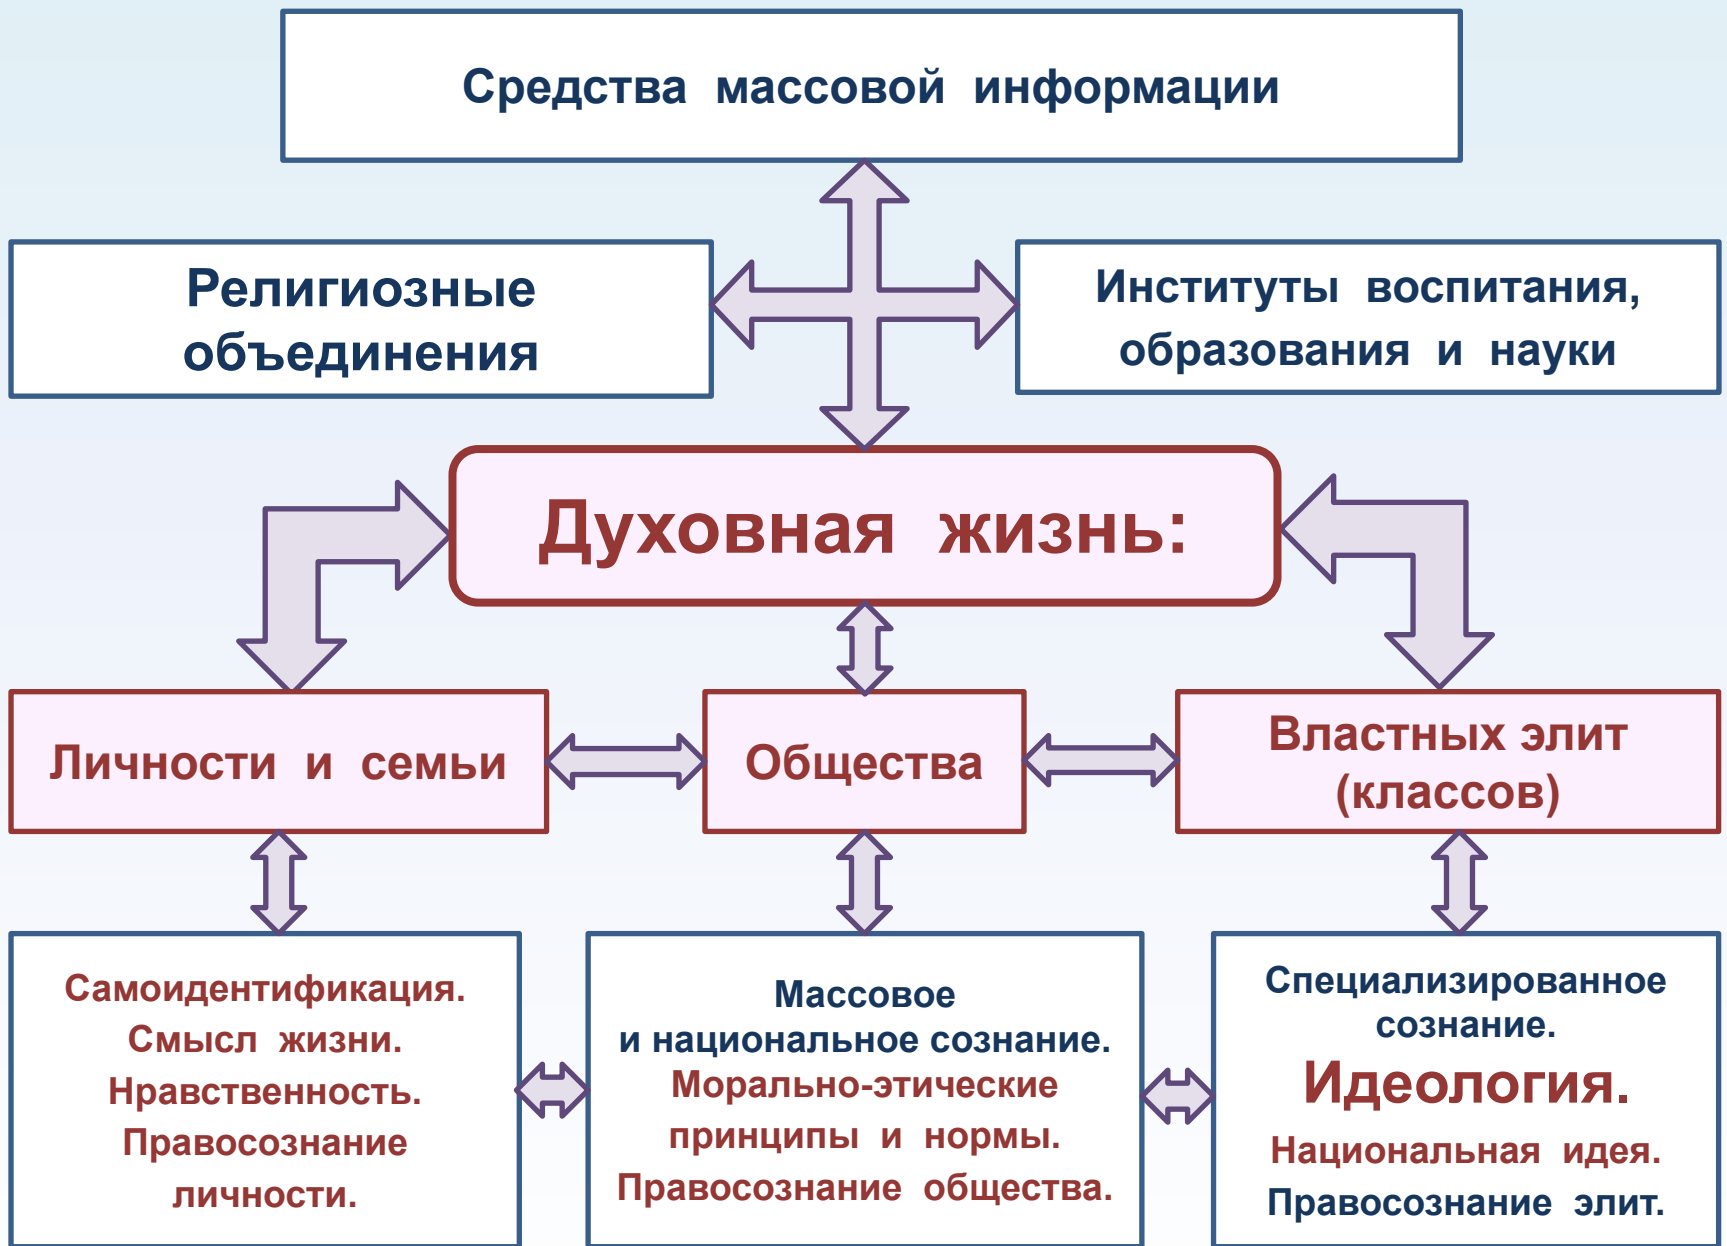 Средства массовой информации
Религиозные
объединения
Институты воспитания,
образования и науки
Духовная жизнь:
Личности и семьи
Общества
Властных элит
(классов)
Самоидентификация.
Смысл жизни.
Нравственность.
Правосознание
личности.
Массовое
и национальное сознание.
Морально-этические
принципы и нормы.
Правосознание общества.
Специализированное
сознание.
Идеология.
Национальная идея.
Правосознание элит.